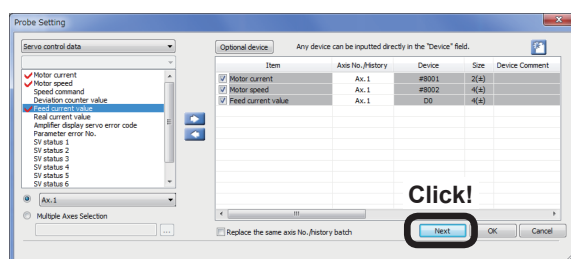 Probe Setting
x
Servo control data
Motor current
Motor speed
Speed command
Deviation counter value
Feed current value
Real current value
Amplifier display servo error code
Parameter error No.
SV status 1
SV status 2
SV status 3
SV status 4
SV status 5
SV status 6
Ax.1
Multiple Axes Selection
...
Optional device
Any device can be inputted directly in the "Device" field.
Item Axis No./History Device Size Device Comment
Motor current Ax.1 #8001 2(±)
Motor speed Ax.1 #8002 4(±)
Feed current value Ax.1 D0 4(±)
Click!
Replace the same axis No./history batch
Next
OK
Cancel